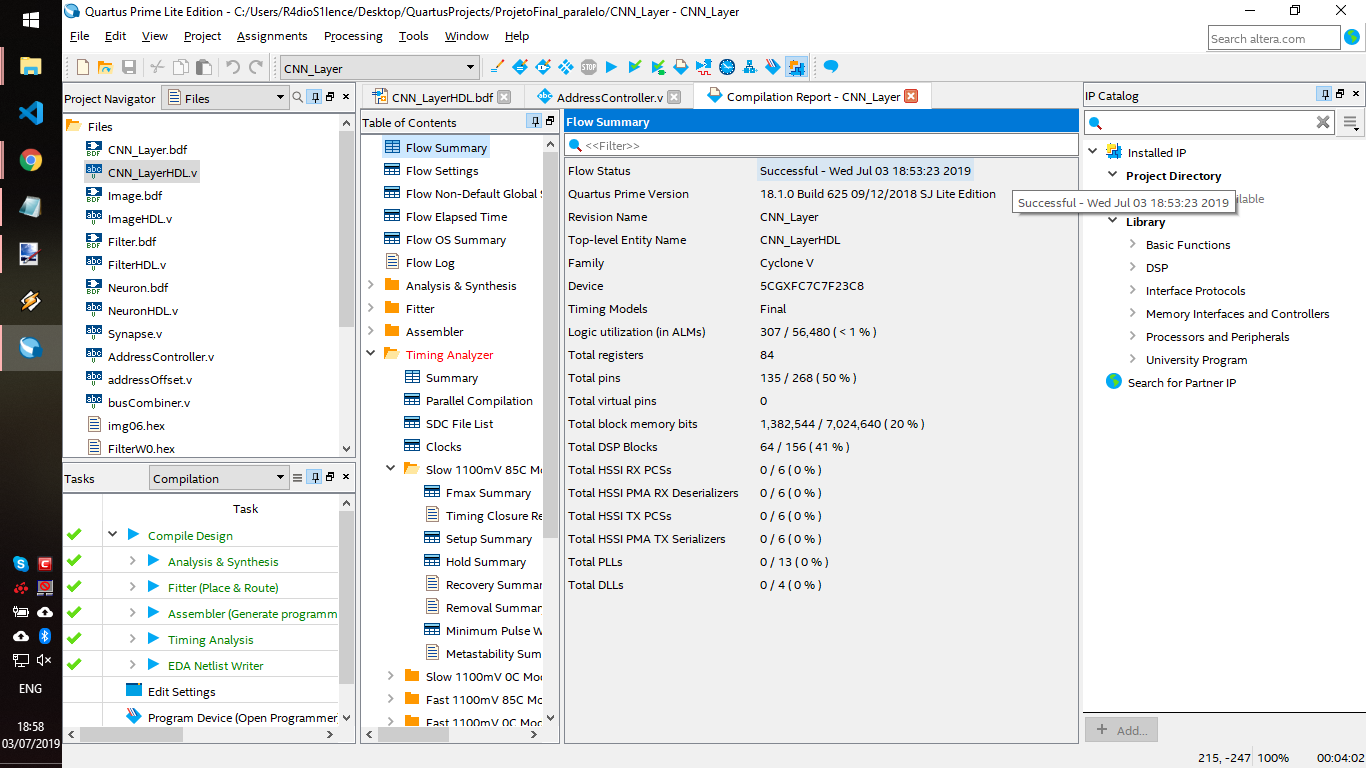 Quartus Prime Lite Edition - C:/Users/R4dioS1lence/Desktop/QuartusProjects/ProjetoFinal_paralelo/CNN_Layer - CNN_Layer
File Edit View Project Assignments Processing Tools Window Help
Search altera.com
CNN_Layer
STOP
Project Navigator
Files
Files
CNN_Layer.bdf
CNN_LayerHDL.v
Image.bdf
ImageHDL.v
Filter.bdf
FilterHDL.v
Neuron.bdf
NeuronHDL.v
Synapse.v
AddressController.v
addressOffset.v
busCombiner.v
img06.hex
FilterW0.hex
Tasks
Compilation
Task
Compile Design
Analysis & Synthesis
Fitter (Place & Route)
Assembler (Generate programm
Timing Analysis
EDA Netlist Writer
Edit Settings
Program Device (Open Programmer
CNN_LayerHDL.bdf
AddressController.v
Compilation Report - CNN_Layer
Table of Contents
Flow Summary
Flow Settings
Flow Non-Default Global S
Flow Elapsed Time
Flow OS Summary
Flow Log
Analysis & Synthesis
Fitter
Assembler
Timing Analyzer
Summary
Parallel Compilation
SDC File List
Clocks
Slow 1100mV 85C Mo
Fmax Summary
Timing Closure Re
Setup Summary
Hold Summary
Recovery Summar
Removal Summar
Minimum Pulse W
Metastability Sum
Slow 1100mV 0C Mod
Fast 1100mV 85C Mo
Fast 1100mV 0C Mod
Flow Summary
<<Filter>>
Flow Status Successful - Wed Jul 03 18:53:23 2019
Quartus Prime Version 18.1.0 Build 625 09/12/2018 SJ Lite Edition
Revision Name CNN_Layer
Top-level Entity Name CNN_LayerHDL
Family Cyclone V
Device 5CGXFC7C7F23C8
Timing Models Final
Logic utilization (in ALMs) 307 / 56,480 ( < 1 % )
Total registers 84
Total pins 135 / 268 ( 50 % )
Total virtual pins 0
Total block memory bits 1,382,544 / 7,024,640 ( 20 % )
Total DSP Blocks 64 / 156 ( 41 % )
Total HSSI RX PCSs 0 / 6 ( 0 % )
Total HSSI PMA RX Deserializers 0 / 6 ( 0 % )
Total HSSI TX PCSs 0 / 6 ( 0 % )
Total HSSI PMA TX Serializers 0 / 6 ( 0 % )
Total PLLs 0 / 13 ( 0 % )
Total DLLs 0 / 4 ( 0 % )
Successful - Wed Jul 03 18:53:23 2019
IP Catalog
Installed IP
Project Directory
ilable
Library
Basic Functions
DSP
Interface Protocols
Memory Interfaces and Controllers
Processors and Peripherals
University Program
Search for Partner IP
Add...
ENG
18:58
03/07/2019
215, -247 100% 00:04:02